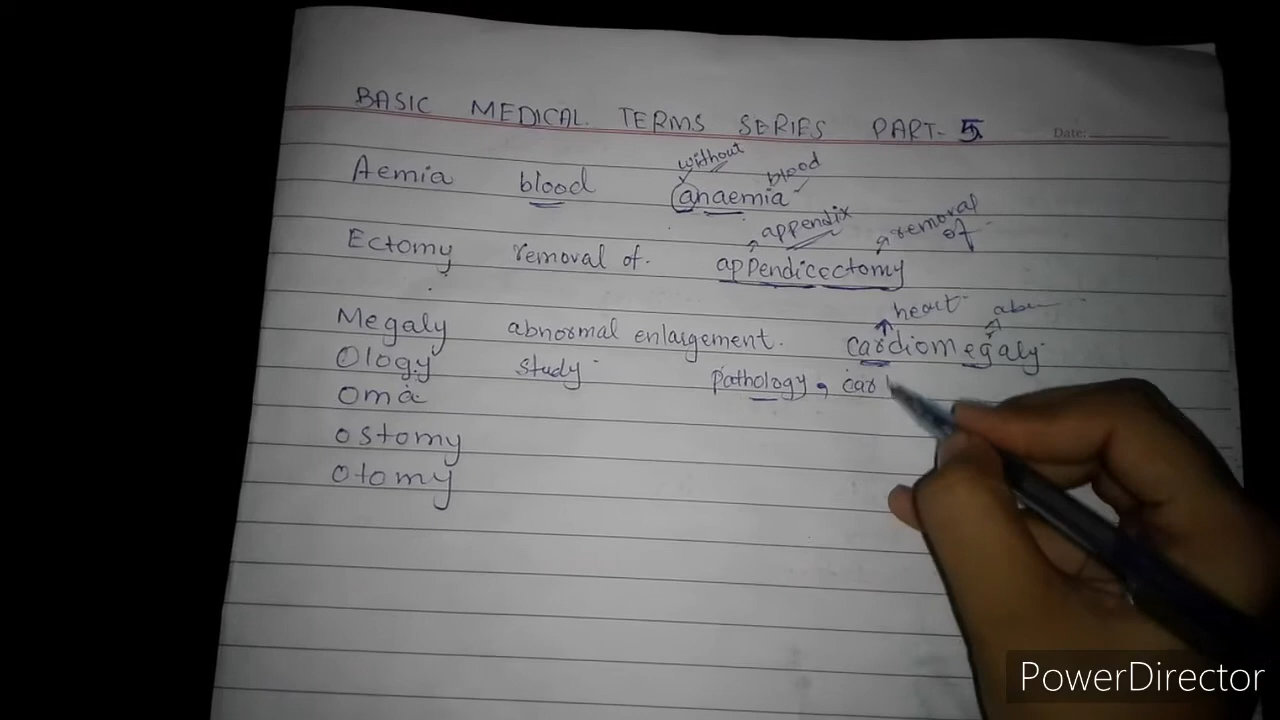 BASIC MEDICAL TERMS SERIES PART-5
Date:
without
blood
Aemia blood anaemia
appendix
removal of
Ectomy removal of. appendicectomy
heart
Megaly abnormal enlargement. cardiomegaly
Ology study pathology, car
Oma
ostomy
Otomy
PowerDirector